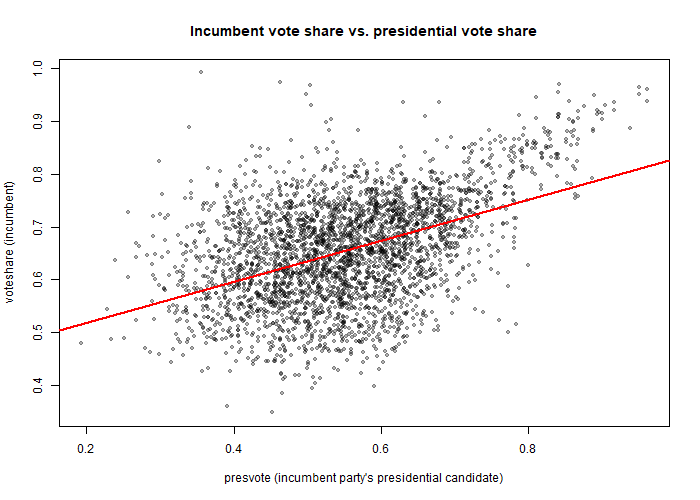 Incumbent vote share vs. presidential vote share
voteshare (incumbent)
1.0
0.9
0.8
0.7
0.6
0.5
0.4
0.2 0.4 0.6 0.8
presvote (incumbent party's presidential candidate)